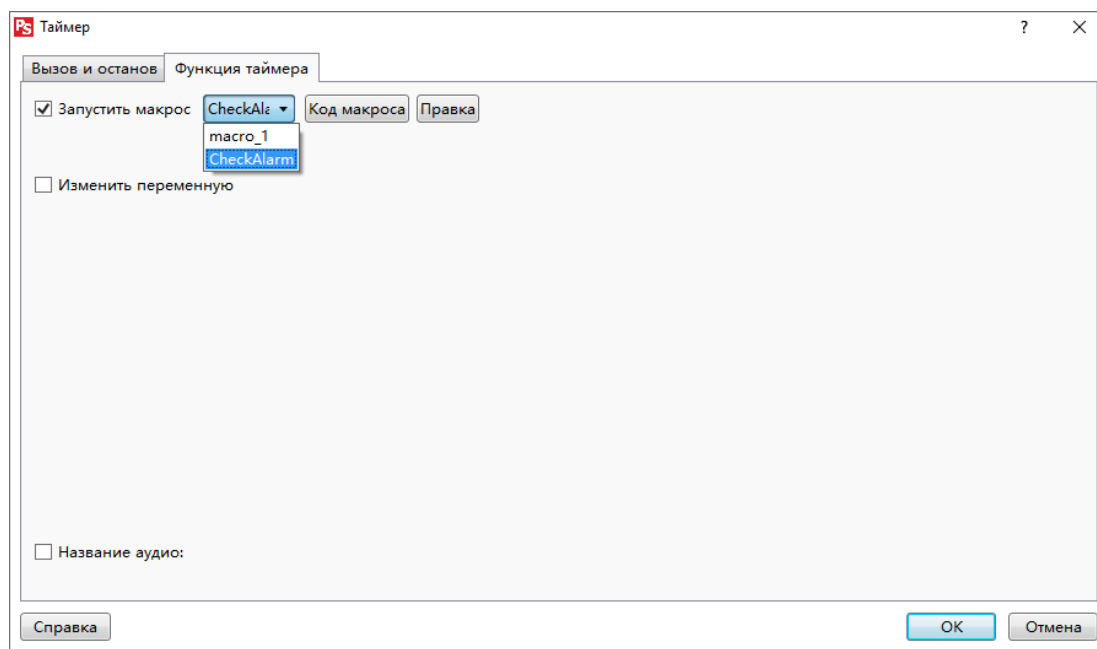 PS Таймер ?
Вызов и останов Функция таймера
Запустить макрос CheckAla Код макроса Правка
macro_1
CheckAlarm
Изменить переменную
Название аудио:
Справка OK Отмена